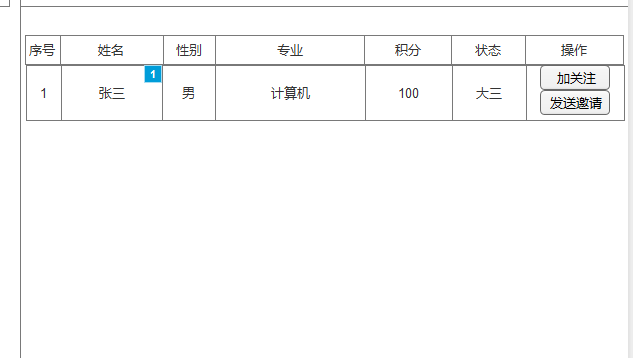 序号 姓名 性别 专业 积分 状态 操作
1 张三 1 男 计算机 100 大三 加关注
发送邀请